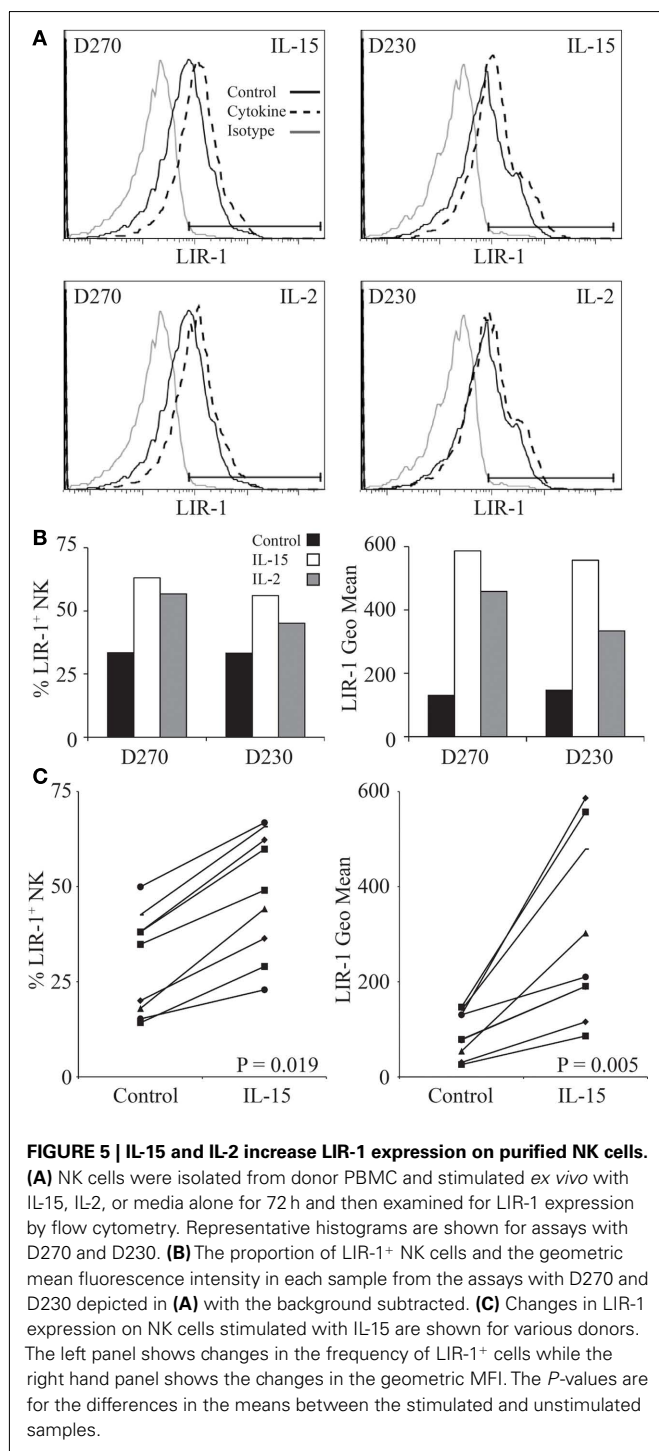 A
D270
IL-15
Control
Cytokine
Isotype
LIR-1
D230
IL-15
LIR-1
D270
IL-2
LIR-1
D230
IL-2
LIR-1
B
75
50
25
0
% LIR-1+ NK
Control
IL-15
IL-2
D270
D230
600
400
200
0
LIR-1 Geo Mean
D270
D230
C
75
50
25
0
% LIR-1+ NK
P = 0.019
Control
IL-15
600
400
200
0
LIR-1 Geo Mean
P = 0.005
Control
IL-15
FIGURE 5 | IL-15 and IL-2 increase LIR-1 expression on purified NK cells.
(A) NK cells were isolated from donor PBMC and stimulated ex vivo with
IL-15, IL-2, or media alone for 72 h and then examined for LIR-1 expression
by flow cytometry. Representative histograms are shown for assays with
D270 and D230. (B) The proportion of LIR-1+ NK cells and the geometric
mean fluorescence intensity in each sample from the assays with D270 and
D230 depicted in (A) with the background subtracted. (C) Changes in LIR-1
expression on NK cells stimulated with IL-15 are shown for various donors.
The left panel shows changes in the frequency of LIR-1+ cells while the
right hand panel shows the changes in the geometric MFI. The P-values are
for the differences in the means between the stimulated and unstimulated
samples.